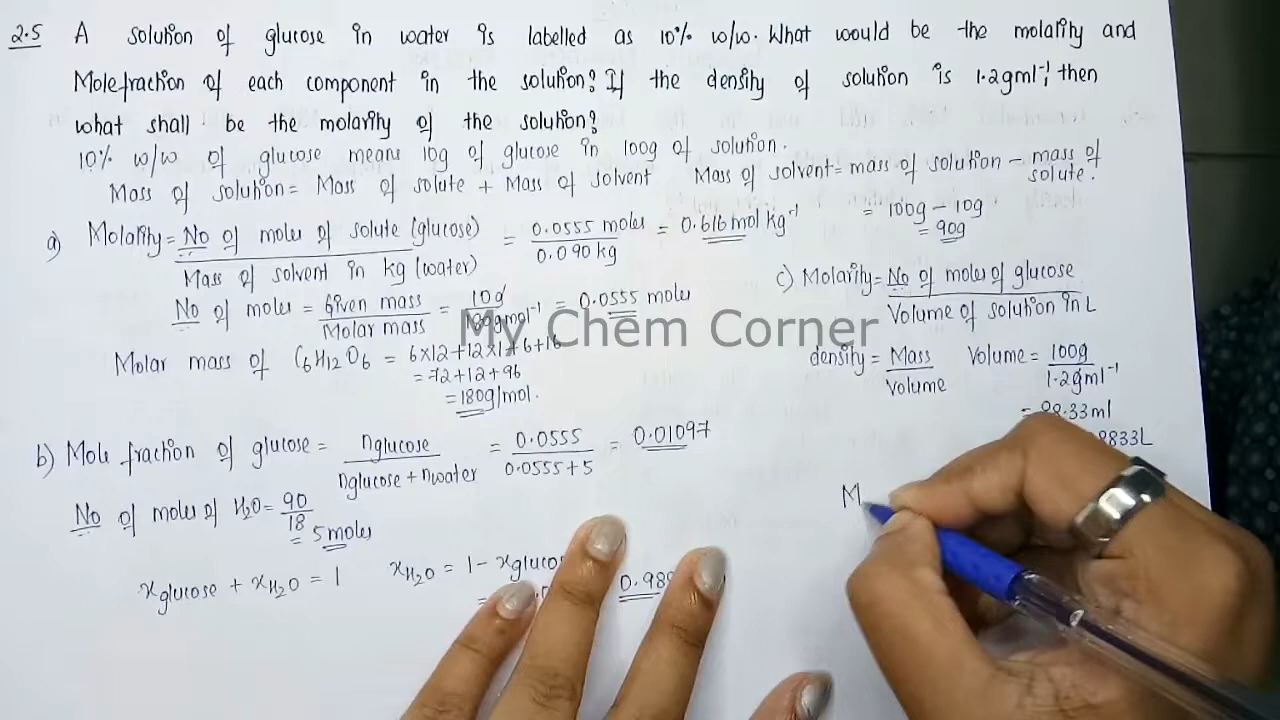 2.5 A solution of glucose in water is labelled as 10% w/w. What would be the molality and
Molefraction of each component in the solution? If the density of solution is 1.2gml⁻¹, then
what shall be the molarity of the solution?
10% w/w of glucose means 10g of glucose in 100g of solution.
Mass of solution = Mass of solute + Mass of solvent
Mass of solvent = mass of solution - mass of solute.
= 100g - 10g
= 90g
a) Molality = No of moles of solute (glucose) / Mass of solvent in kg (water) = 0.0555 moles / 0.090 kg = 0.616 mol kg⁻¹
No of moles = Given mass / Molar mass = 10g / 180gmol⁻¹ = 0.0555 moles
Molar mass of C6H12O6 = 6×12+12×1+6+16
= 72+12+96
= 180g/mol.
b) Mole fraction of glucose = nglucose / nglucose + nwater = 0.0555 / 0.0555+5 = 0.01097
No of moles of H2O = 90 / 18
= 5 moles
xglucose + xH2O = 1
xH2O = 1 -
c) Molarity = No of moles of glucose / Volume of solution in L
density = Mass / Volume
Volume = 100g / 1.2gml⁻¹
M
My Chem Corner